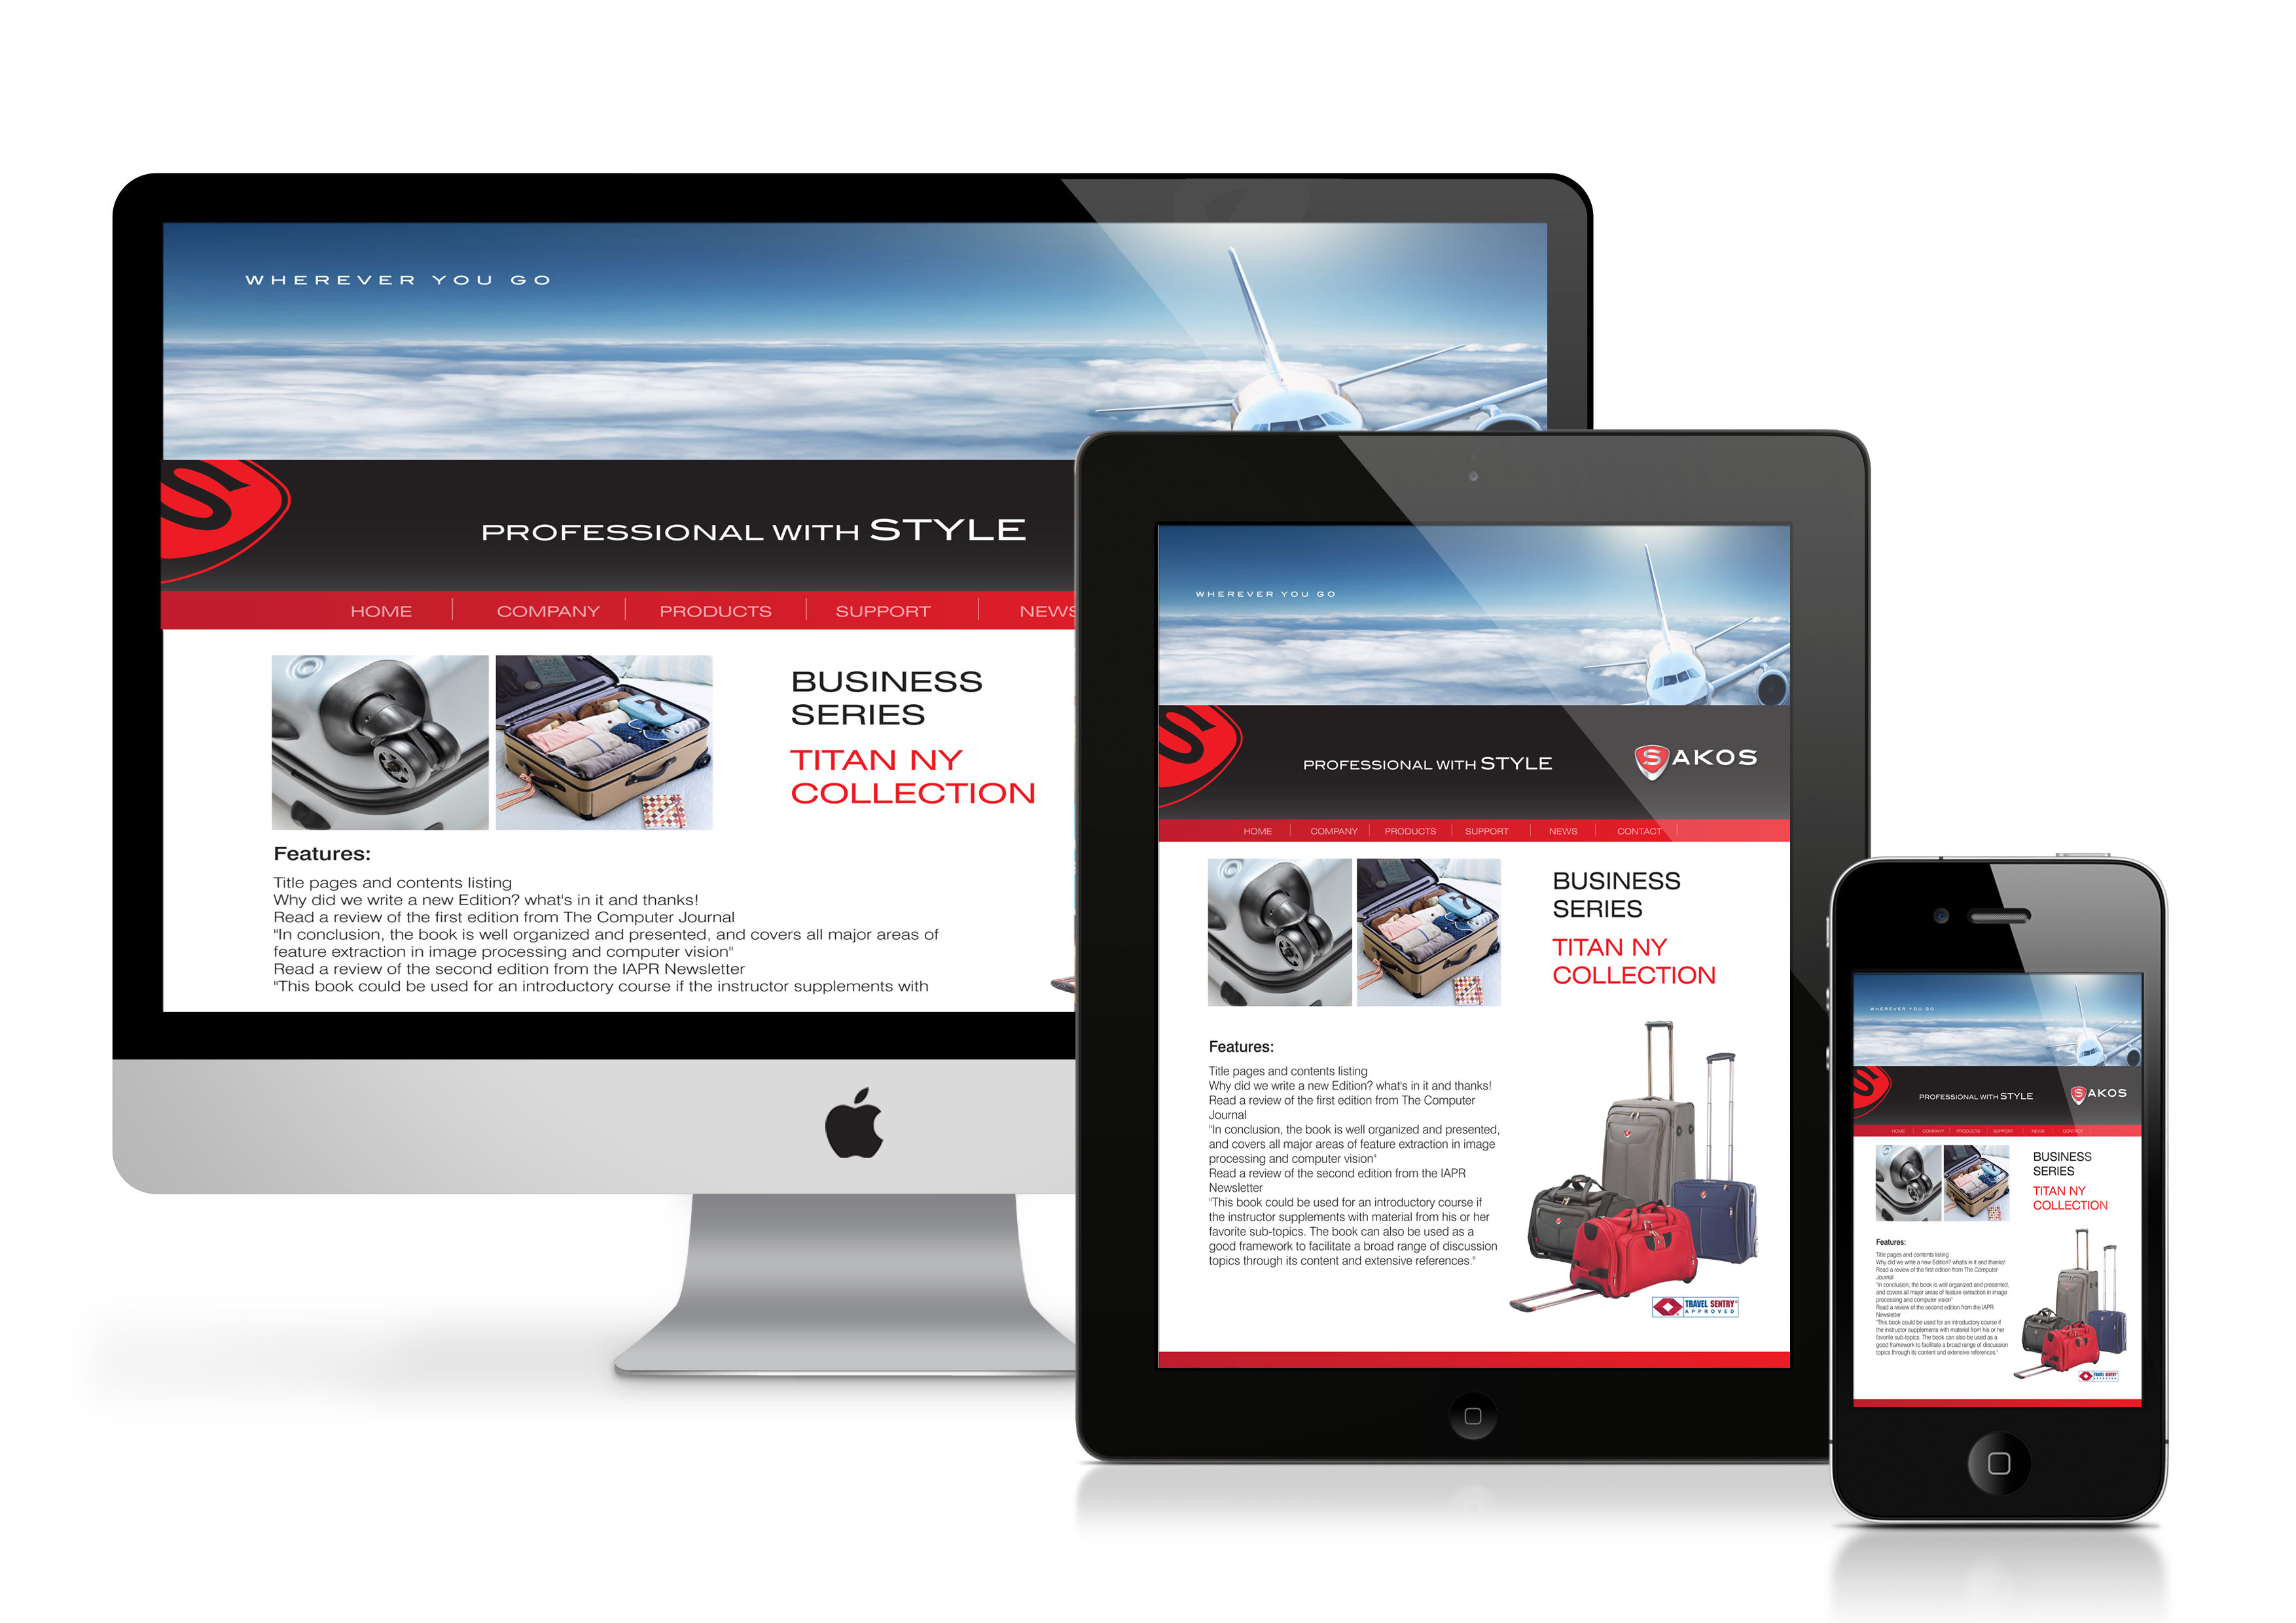 WHEREVER YOU GO
PROFESSIONAL WITH STYLE
HOME COMPANY PRODUCTS SUPPORT NEWS
BUSINESS
SERIES
TITAN NY
COLLECTION
Features:
Title pages and contents listing
Why did we write a new Edition? what's in it and thanks!
Read a review of the first edition from The Computer Journal
"In conclusion, the book is well organized and presented, and covers all major areas of
feature extraction in image processing and computer vision"
Read a review of the second edition from the IAPR Newsletter
"This book could be used for an introductory course if the instructor supplements with
WHEREVER YOU GO
PROFESSIONAL WITH STYLE
SAKOS
HOME COMPANY PRODUCTS SUPPORT NEWS CONTACT
BUSINESS
SERIES
TITAN NY
COLLECTION
Features:
Title pages and contents listing
Why did we write a new Edition? what's in it and thanks!
Read a review of the first edition from The Computer
Journal
"In conclusion, the book is well organized and presented,
and covers all major areas of feature extraction in image
processing and computer vision"
Read a review of the second edition from the IAPR
Newsletter
"This book could be used for an introductory course if
the instructor supplements with material from his or her
favorite sub-topics. The book can also be used as a
good framework to facilitate a broad range of discussion
topics through its content and extensive references."
TRAVEL SENTRY
APPROVED
WHEREVER YOU GO
PROFESSIONAL WITH STYLE
SAKOS
HOME COMPANY PRODUCTS SUPPORT NEWS CONTACT
BUSINESS
SERIES
TITAN NY
COLLECTION
Features:
Title pages and contents listing
Why did we write a new Edition? what's in it and thanks!
Read a review of the first edition from The Computer
Journal
"In conclusion, the book is well organized and presented,
and covers all major areas of feature extraction in image
processing and computer vision"
Read a review of the second edition from the IAPR
Newsletter
"This book could be used for an introductory course if
the instructor supplements with material from his or her
favorite sub-topics. The book can also be used as a
good framework to facilitate a broad range of discussion
topics through its content and extensive references."
TRAVEL SENTRY
APPROVED